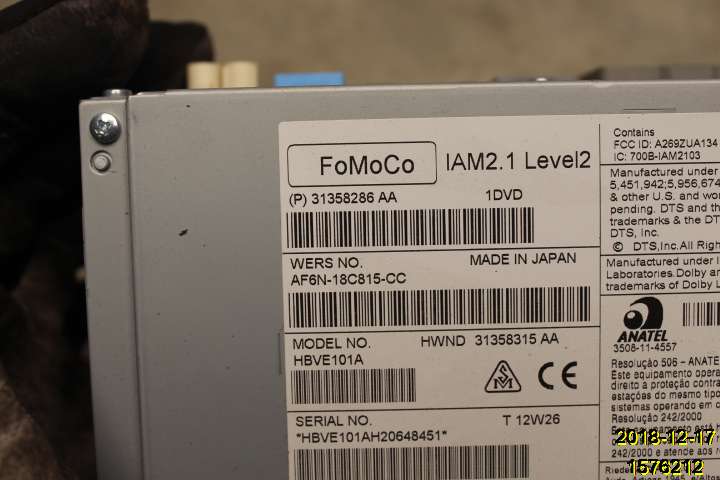 FoMoCo IAM2.1 Level2
(P) 31358286 AA 1DVD
WERS NO. MADE IN JAPAN
AF6N-18C815-CC
MODEL NO. HWND 31358315 AA
HBVE101A
SERIAL NO. T 12W26
*HBVE101AH20648451*
Contains
FCC ID: A269ZUA134
IC: 700B-IAM2103
Manufactured under
5,451,942;5,956,674
& other U.S. and wor
pending. DTS and the
trademarks & the DT
DTS, Inc.
© DTS,Inc.All Righ
Manufactured under l
Laboratories.Dolby a
trademarks of Dolby L
ANATEL
3508-11-4557
Resolução 506 – ANATE
Este equipamento opera
direito à proteção contra
estações do mesmo tipo
sistemas operando em c
Resolução 242/2000
Este equipamento está h
242/2000 e atende aos r
2018-12-17
1576212